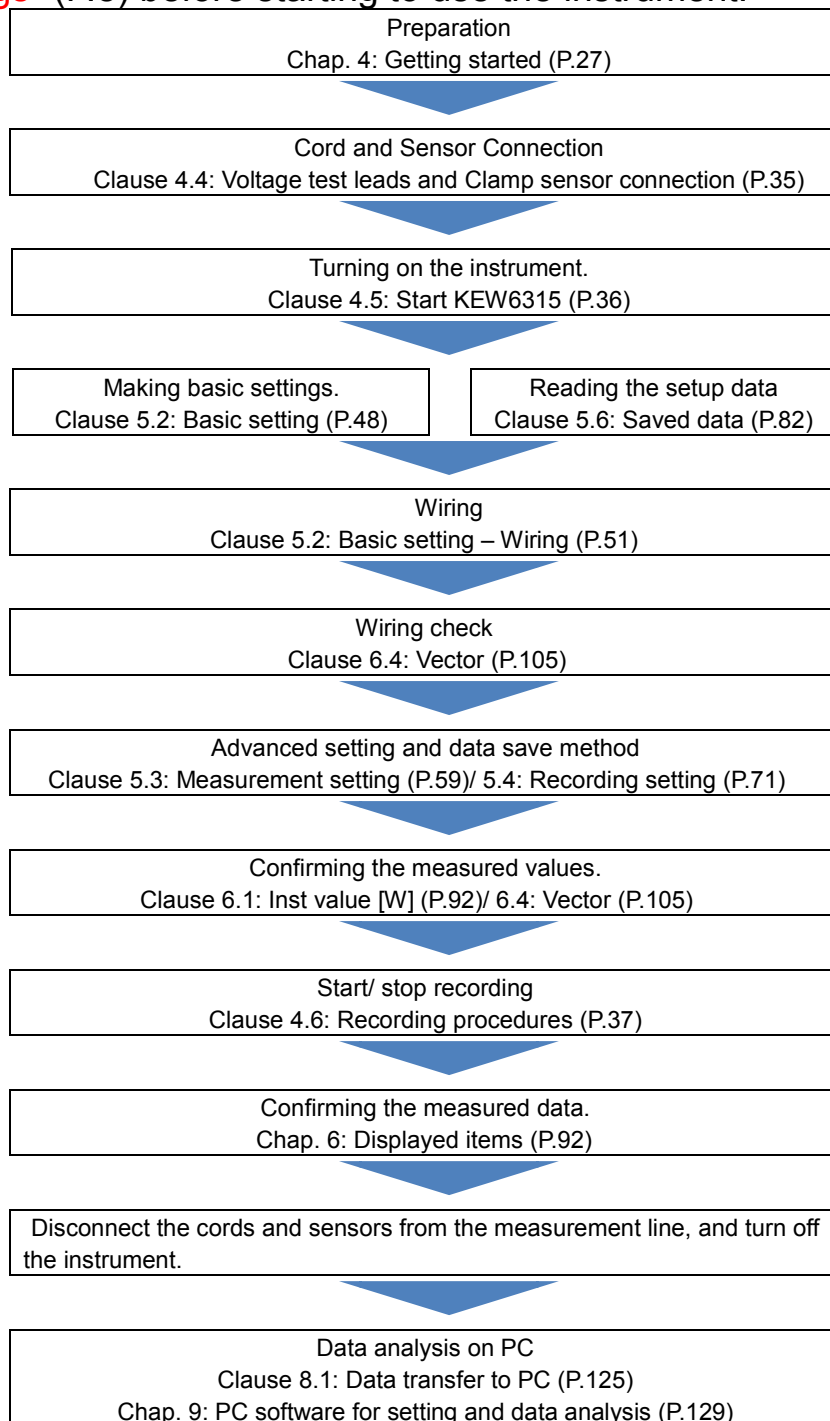 (P.5) before starting to use the instrument.
Preparation
Chap. 4: Getting started (P.27)
Cord and Sensor Connection
Clause 4.4: Voltage test leads and Clamp sensor connection (P.35)
Turning on the instrument.
Clause 4.5: Start KEW6315 (P.36)
Making basic settings.
Clause 5.2: Basic setting (P.48)
Reading the setup data
Clause 5.6: Saved data (P.82)
Wiring
Clause 5.2: Basic setting – Wiring (P.51)
Wiring check
Clause 6.4: Vector (P.105)
Advanced setting and data save method
Clause 5.3: Measurement setting (P.59)/ 5.4: Recording setting (P.71)
Confirming the measured values.
Clause 6.1: Inst value [W] (P.92)/ 6.4: Vector (P.105)
Start/ stop recording
Clause 4.6: Recording procedures (P.37)
Confirming the measured data.
Chap. 6: Displayed items (P.92)
Disconnect the cords and sensors from the measurement line, and turn off
the instrument.
Data analysis on PC
Clause 8.1: Data transfer to PC (P.125)
Chap. 9: PC software for setting and data analysis (P.129)